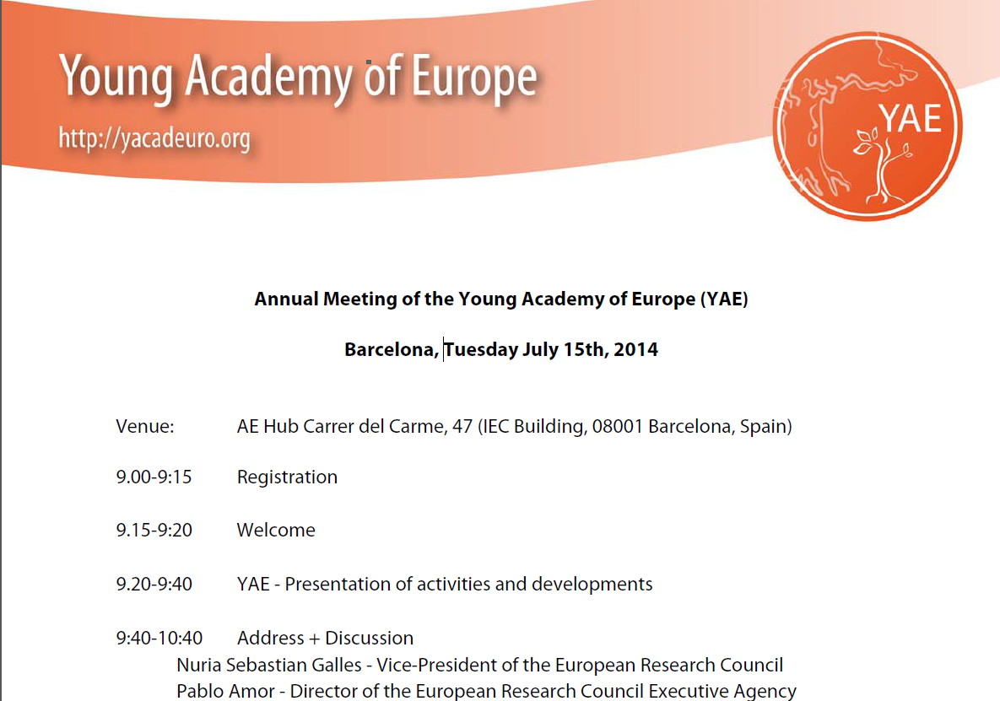 Young Academy of Europe
http://yacadeuro.org
YAE
Annual Meeting of the Young Academy of Europe (YAE)
Barcelona, Tuesday July 15th, 2014
Venue: AE Hub Carrer del Carme, 47 (IEC Building, 08001 Barcelona, Spain)
9.00-9:15 Registration
9.15-9:20 Welcome
9.20-9:40 YAE - Presentation of activities and developments
9:40-10:40 Address + Discussion
Nuria Sebastian Galles - Vice-President of the European Research Council
Pablo Amor - Director of the European Research Council Executive Agency